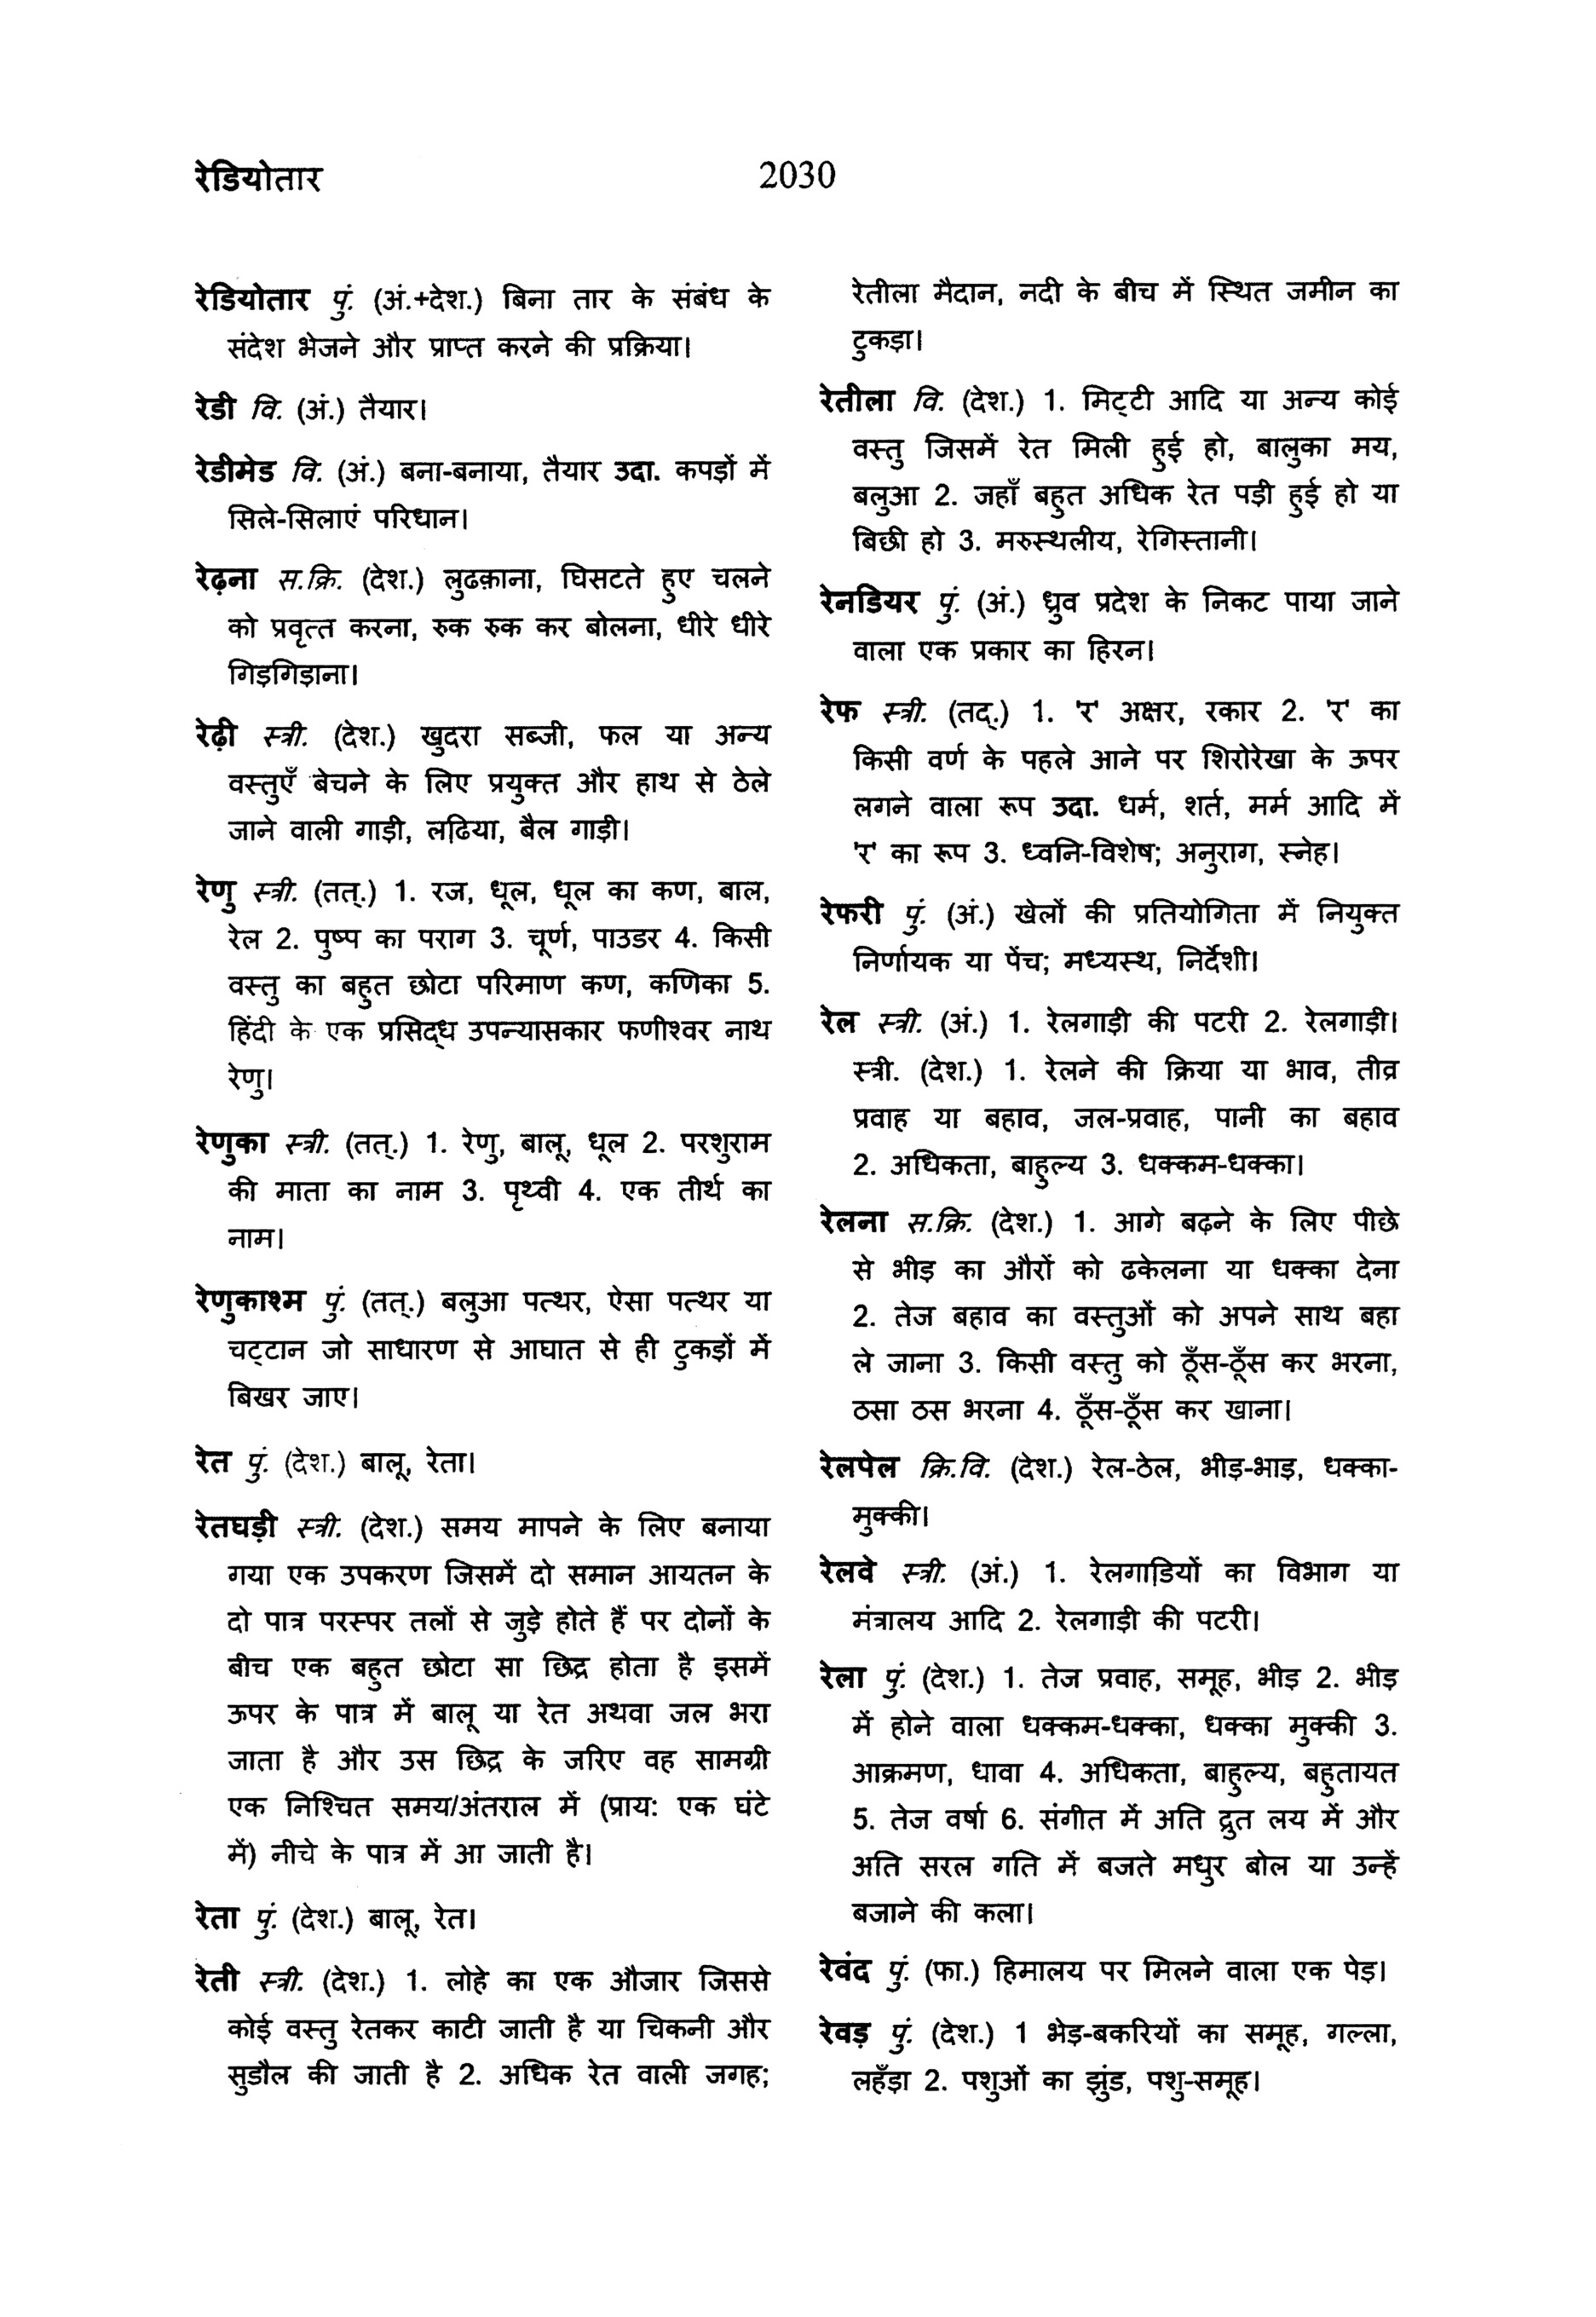 रेडियोतार
2030
रेडियोतार पुं. (अं.+देश.) बिना तार के संबंध के
संदेश भेजने और प्राप्त करने की प्रक्रिया।
रेडी वि. (अं.) तैयार।
रेडीमेड वि. (अं.) बना-बनाया, तैयार उदा. कपड़ों में
सिले-सिलाएं परिधान।
रेढ़ना स.क्रि. (देश.) लुढक़ाना, घिसटते हुए चलने
को प्रवृत्त करना, रुक रुक कर बोलना, धीरे धीरे
गिड़गिड़ाना।
रेढ़ी स्त्री. (देश.) खुदरा सब्जी, फल या अन्य
वस्तुएँ बेचने के लिए प्रयुक्त और हाथ से ठेले
जाने वाली गाड़ी, लढि़या, बैल गाड़ी।
रेणु स्त्री. (तत्.) 1. रज, धूल, धूल का कण, बाल,
रेल 2. पुष्प का पराग 3. चूर्ण, पाउडर 4. किसी
वस्तु का बहुत छोटा परिमाण कण, कणिका 5.
हिंदी के एक प्रसिद्ध उपन्यासकार फणीश्वर नाथ
रेणु।
रेणुका स्त्री. (तत्.) 1. रेणु, बालू, धूल 2. परशुराम
की माता का नाम 3. पृथ्वी 4. एक तीर्थ का
नाम।
रेणुकाश्म पुं. (तत्.) बलुआ पत्थर, ऐसा पत्थर या
चट्टान जो साधारण से आघात से ही टुकड़ों में
बिखर जाए।
रेत पुं. (देश.) बालू, रेता।
रेतघड़ी स्त्री. (देश.) समय मापने के लिए बनाया
गया एक उपकरण जिसमें दो समान आयतन के
दो पात्र परस्पर तलों से जुड़े होते हैं पर दोनों के
बीच एक बहुत छोटा सा छिद्र होता है इसमें
ऊपर के पात्र में बालू या रेत अथवा जल भरा
जाता है और उस छिद्र के जरिए वह सामग्री
एक निश्चित समय/अंतराल में (प्राय: एक घंटे
में) नीचे के पात्र में आ जाती है।
रेता पुं. (देश.) बालू, रेत।
रेती स्त्री. (देश.) 1. लोहे का एक औजार जिससे
कोई वस्तु रेतकर काटी जाती है या चिकनी और
सुडौल की जाती है 2. अधिक रेत वाली जगह;
रेतीला मैदान, नदी के बीच में स्थित जमीन का
टुकड़ा।
रेतीला वि. (देश.) 1. मिट्टी आदि या अन्य कोई
वस्तु जिसमें रेत मिली हुई हो, बालुका मय,
बलुआ 2. जहाँ बहुत अधिक रेत पड़ी हुई हो या
बिछी हो 3. मरुस्थलीय, रेगिस्तानी।
रेनडियर पुं. (अं.) ध्रुव प्रदेश के निकट पाया जाने
वाला एक प्रकार का हिरन।
रेफ स्त्री. (तद्.) 1. 'र' अक्षर, रकार 2. 'र' का
किसी वर्ण के पहले आने पर शिरोरेखा के ऊपर
लगने वाला रूप उदा. धर्म, शर्त, मर्म आदि में
'र' का रूप 3. ध्वनि-विशेष; अनुराग, स्नेह।
रेफरी पुं. (अं.) खेलों की प्रतियोगिता में नियुक्त
निर्णायक या पेंच; मध्यस्थ, निर्देशी।
रेल स्त्री. (अं.) 1. रेलगाड़ी की पटरी 2. रेलगाड़ी।
स्त्री. (देश.) 1. रेलने की क्रिया या भाव, तीव्र
प्रवाह या बहाव, जल-प्रवाह, पानी का बहाव
2. अधिकता, बाहुल्य 3. धक्कम-धक्का।
रेलना स.क्रि. (देश.) 1. आगे बढ़ने के लिए पीछे
से भीड़ का औरों को ढकेलना या धक्का देना
2. तेज बहाव का वस्तुओं को अपने साथ बहा
ले जाना 3. किसी वस्तु को ठूँस-ठूँस कर भरना,
ठसा ठस भरना 4. ठूँस-ठूँस कर खाना।
रेलपेल क्रि.वि. (देश.) रेल-ठेल, भीड़-भाड़, धक्का-
मुक्की।
रेलवे स्त्री. (अं.) 1. रेलगाडि़यों का विभाग या
मंत्रालय आदि 2. रेलगाड़ी की पटरी।
रेला पुं. (देश.) 1. तेज प्रवाह, समूह, भीड़ 2. भीड़
में होने वाला धक्कम-धक्का, धक्का मुक्की 3.
आक्रमण, धावा 4. अधिकता, बाहुल्य, बहुतायत
5. तेज वर्षा 6. संगीत में अति द्रुत लय में और
अति सरल गति में बजते मधुर बोल या उन्हें
बजाने की कला।
रेवंद पुं. (फा.) हिमालय पर मिलने वाला एक पेड़।
रेवड़ पुं. (देश.) 1 भेड़-बकरियों का समूह, गल्ला,
लहँड़ा 2. पशुओं का झुंड, पशु-समूह।